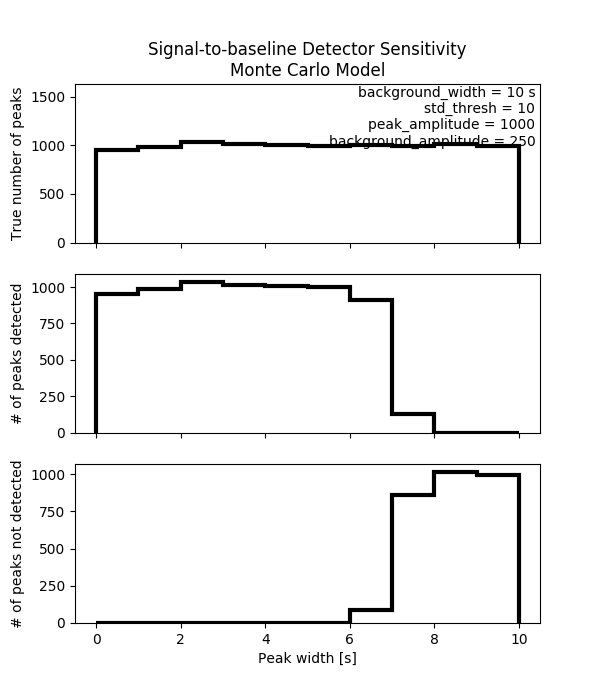 Signal-to-baseline Detector Sensitivity
Monte Carlo Model
background_width = 10 s
std_thresh = 10
peak_amplitude = 1000
background_amplitude = 250
True number of peaks
1500
1000
500
0
# of peaks detected
1000
750
500
250
0
# of peaks not detected
1000
750
500
250
0
0 2 4 6 8 10
Peak width [s]